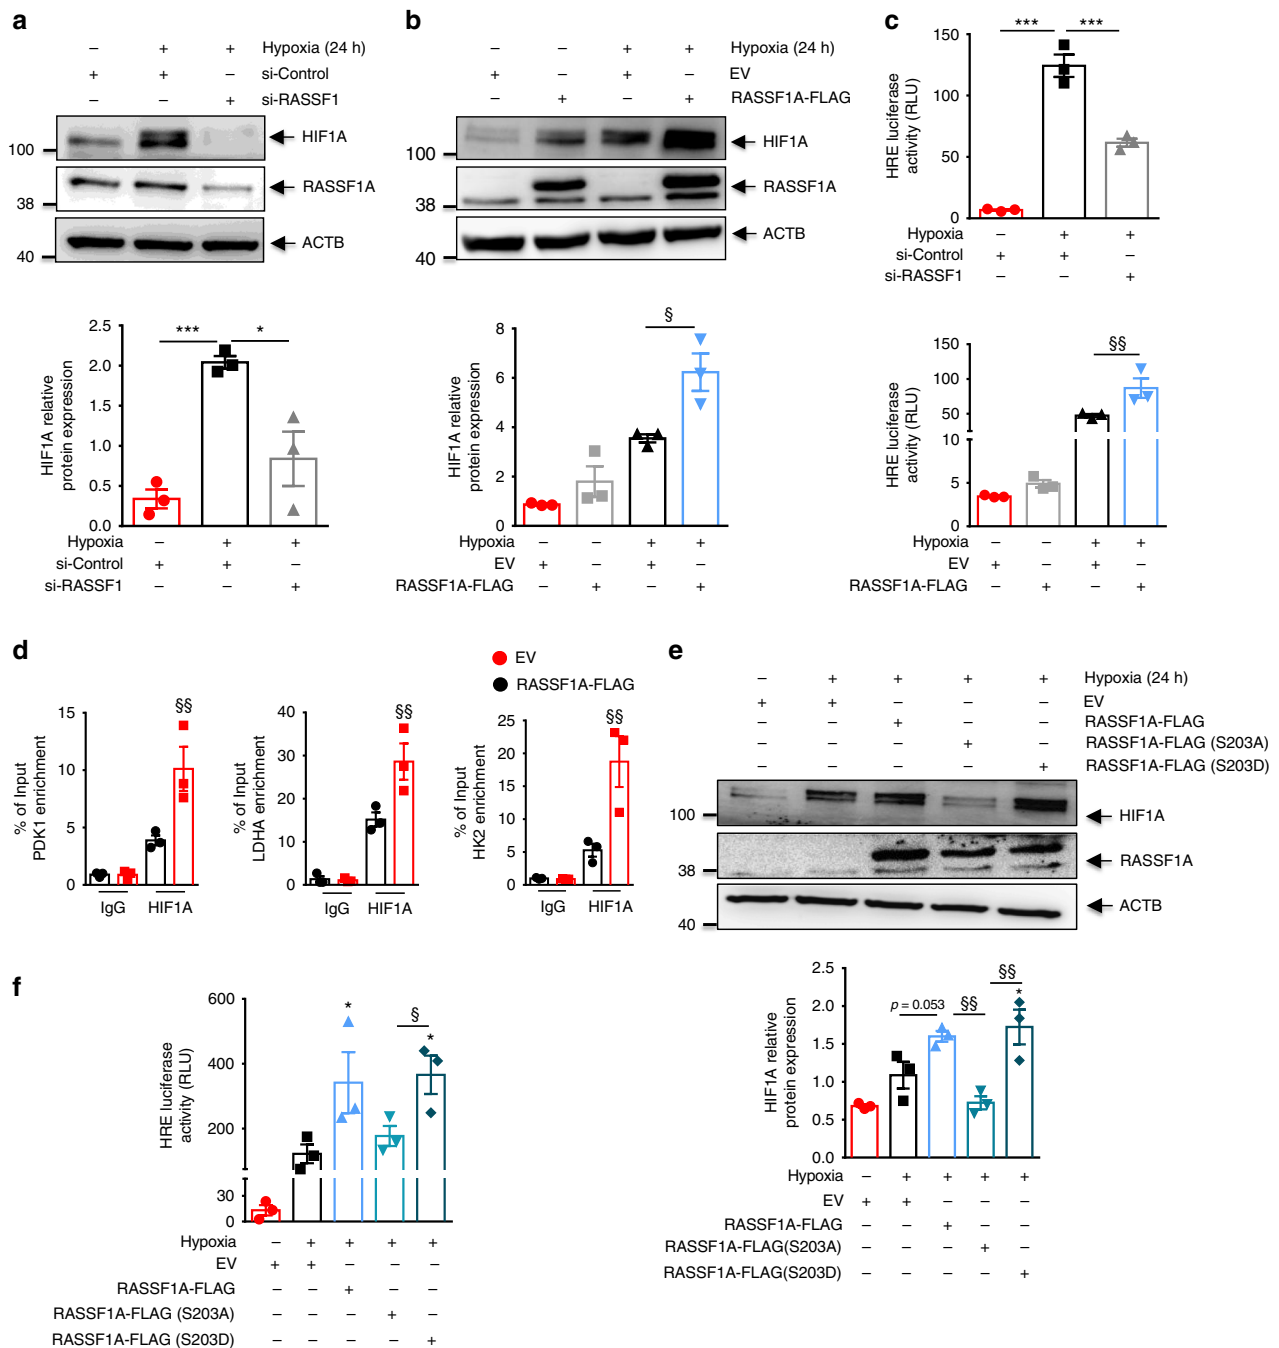 a
– + + Hypoxia (24 h)
+ + – si-Control
– – + si-RASSF1
HIF1A
100
RASSF1A
38
ACTB
40
HIF1A relative
protein expression
2.5
2.0
1.5
1.0
0.5
0.0
*** *
Hypoxia – + +
si-Control + + –
si-RASSF1 – – +
b
– – + + Hypoxia (24 h)
+ – + – EV
– + – + RASSF1A-FLAG
HIF1A
100
RASSF1A
38
ACTB
40
HIF1A relative
protein expression
8
6
4
2
0
§
Hypoxia – – + +
EV + – + –
RASSF1A-FLAG – + – +
c
HRE luciferase
activity (RLU)
150
100
50
0
*** ***
Hypoxia – + +
si-Control + + –
si-RASSF1 – – +
HRE luciferase
activity (RLU)
150
100
50
10
5
0
§§
Hypoxia – – + +
EV + – + –
RASSF1A-FLAG – + – +
d
EV
RASSF1A-FLAG
% of Input
PDK1 enrichment
15
10
5
0
§§
IgG HIF1A
% of Input
LDHA enrichment
40
30
20
10
0
§§
IgG HIF1A
% of Input
HK2 enrichment
25
20
15
10
5
0
§§
IgG HIF1A
e
– + + + + Hypoxia (24 h)
+ + – – – EV
– – + – – RASSF1A-FLAG
– – – + – RASSF1A-FLAG (S203A)
– – – – + RASSF1A-FLAG (S203D)
100
HIF1A
RASSF1A
38
ACTB
40
HIF1A relative
protein expression
2.5
2.0
1.5
1.0
0.5
0.0
p = 0.053 §§ §§
*
Hypoxia – + + + +
EV + + – – –
RASSF1A-FLAG – – + – –
RASSF1A-FLAG(S203A) – – – + –
RASSF1A-FLAG(S203D) – – – – +
f
HRE luciferase
activity (RLU)
600
400
200
30
0
* § *
Hypoxia – + + + +
EV + + – – –
RASSF1A-FLAG – – + – –
RASSF1A-FLAG (S203A) – – – + –
RASSF1A-FLAG (S203D) – – – – +